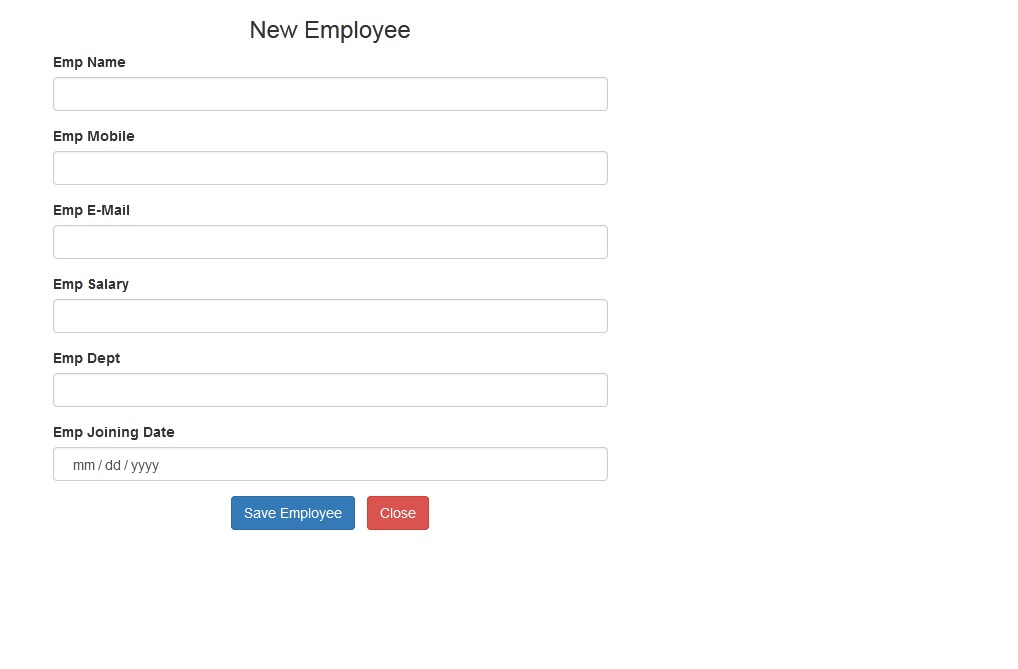 New Employee
Emp Name
Emp Mobile
Emp E-Mail
Emp Salary
Emp Dept
Emp Joining Date
mm / dd / yyyy
Save Employee Close